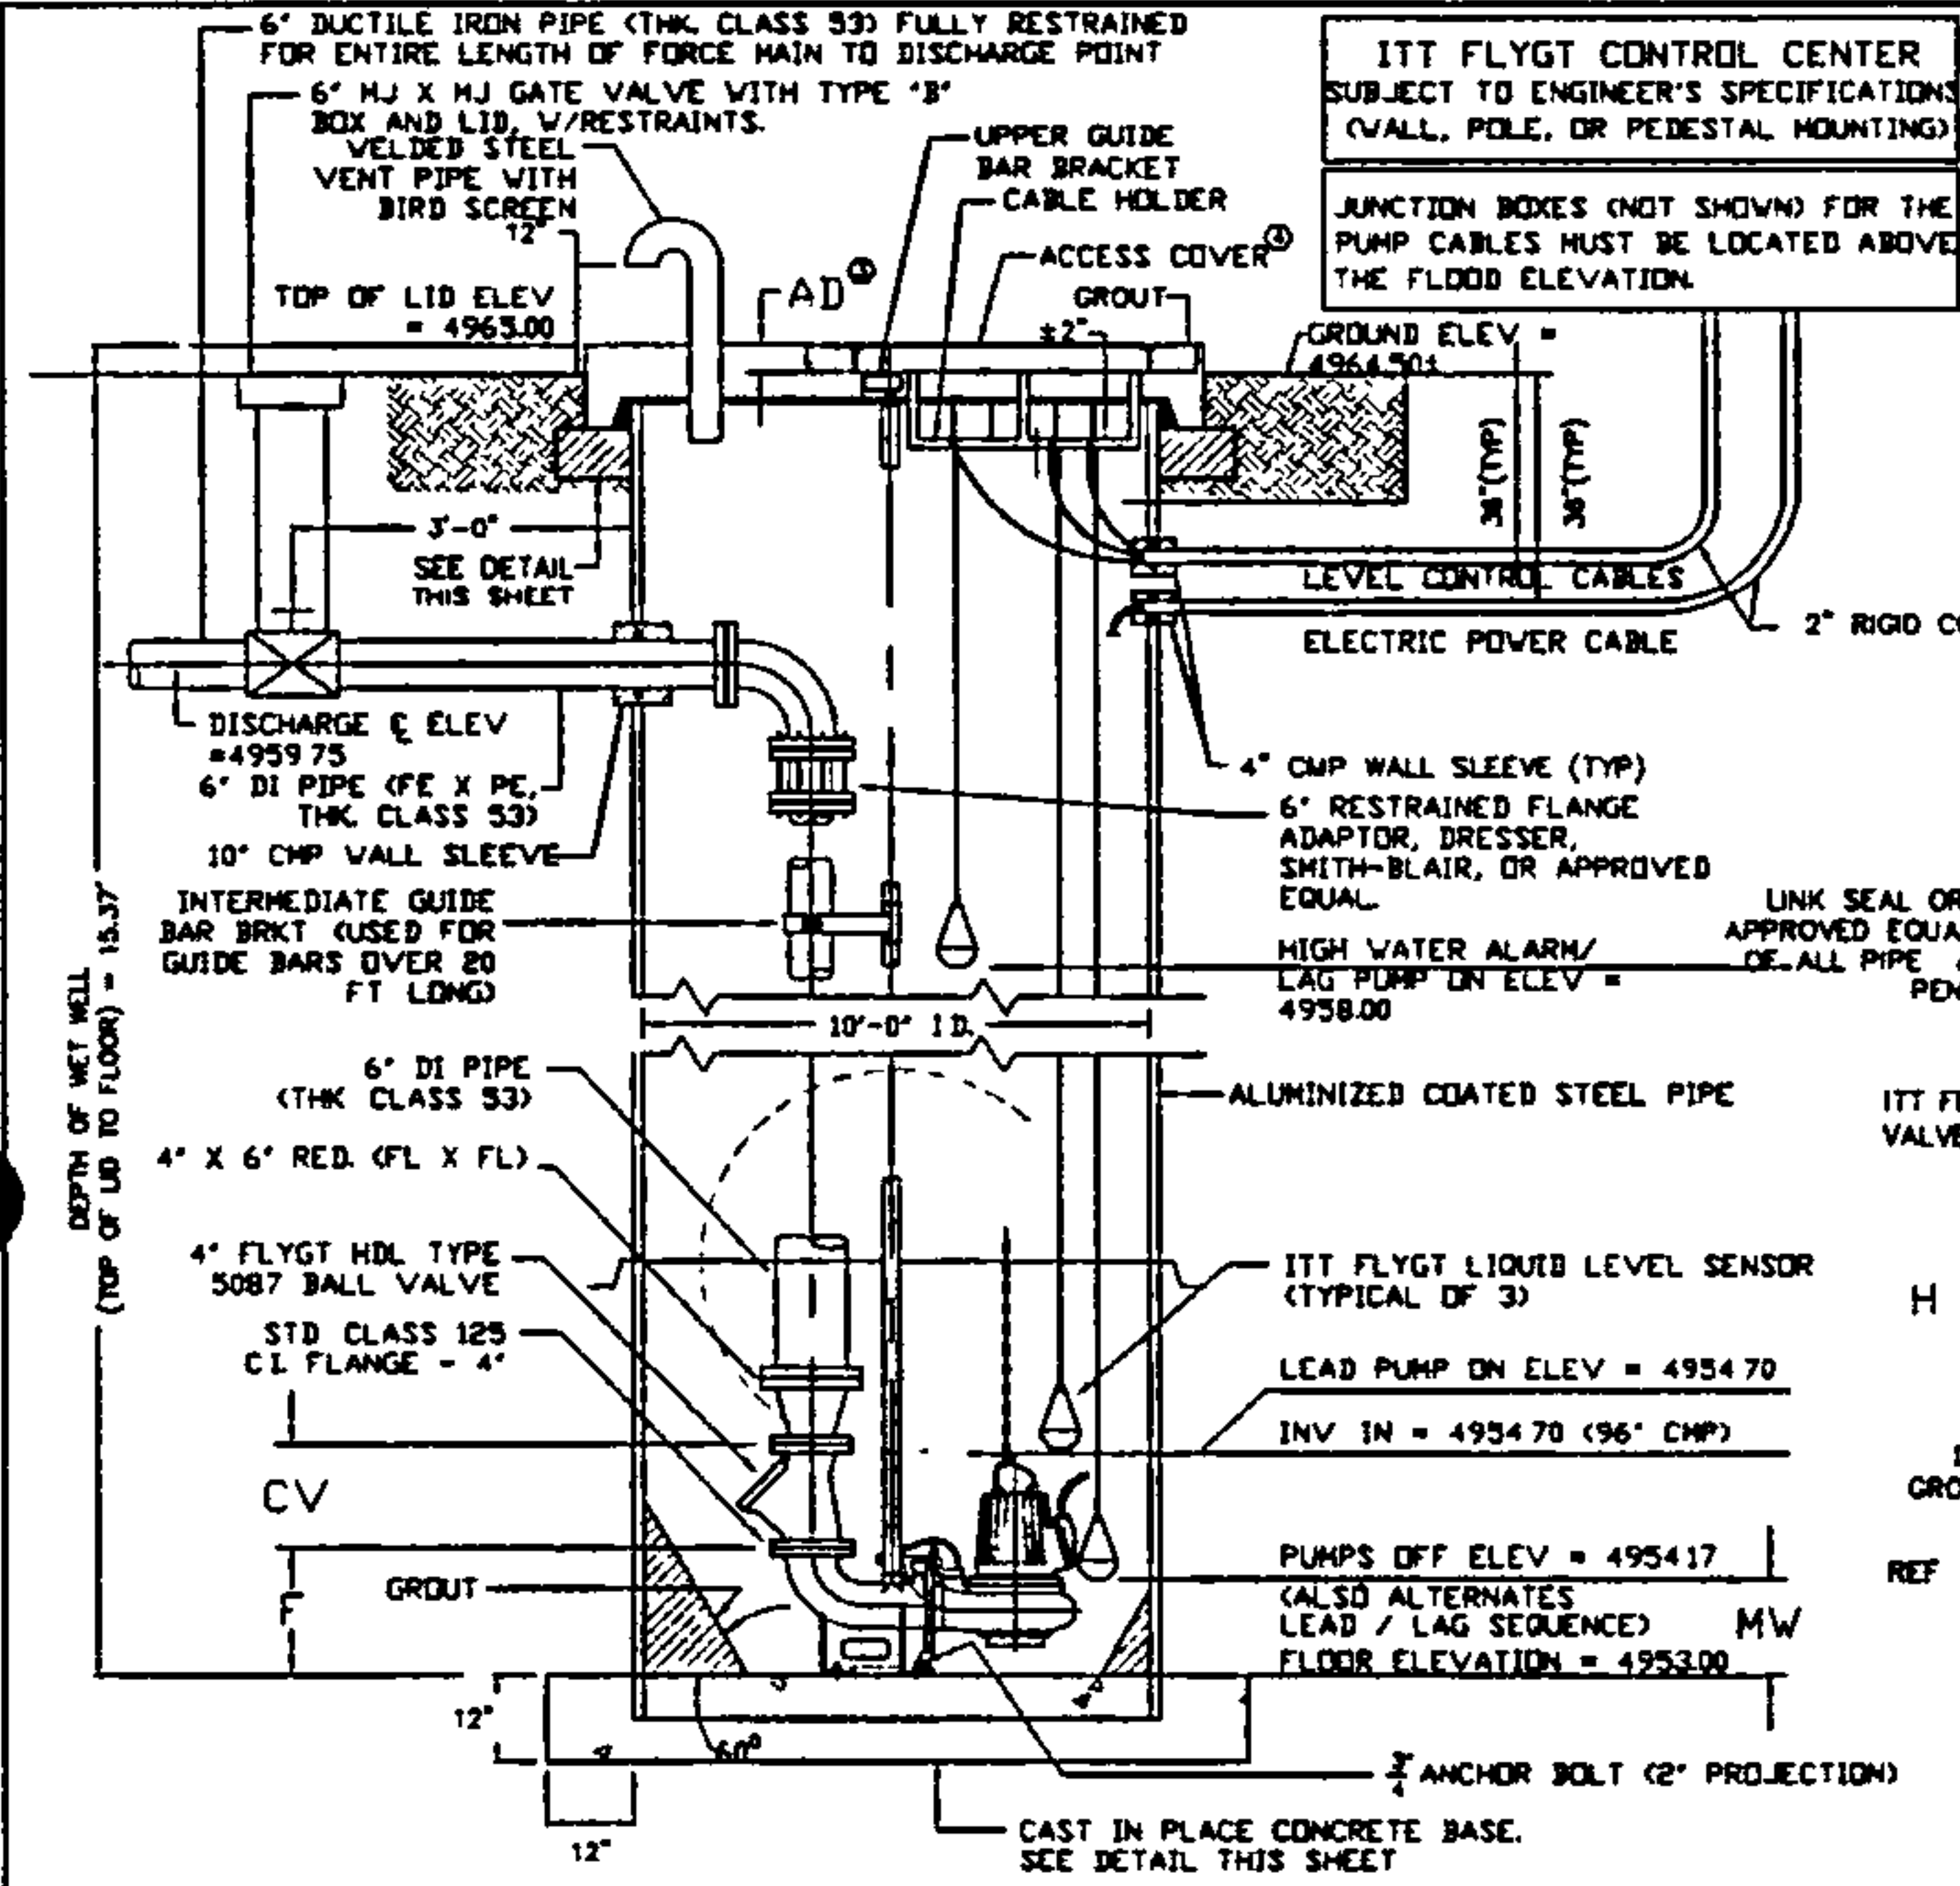 6" DUCTILE IRON PIPE (THK. CLASS 53) FULLY RESTRAINED
FOR ENTIRE LENGTH OF FORCE MAIN TO DISCHARGE POINT
6" MJ X MJ GATE VALVE WITH TYPE "B"
BOX AND LID, W/RESTRAINTS.
WELDED STEEL
VENT PIPE WITH
BIRD SCREEN
12"
TOP OF LID ELEV
= 4965.00
UPPER GUIDE
BAR BRACKET
CABLE HOLDER
ACCESS COVER ④
AD
GROUT
±2"
ITT FLYGT CONTROL CENTER
SUBJECT TO ENGINEER'S SPECIFICATIONS
(WALL, POLE, OR PEDESTAL MOUNTING)
JUNCTION BOXES (NOT SHOWN) FOR THE
PUMP CABLES MUST BE LOCATED ABOVE
THE FLOOD ELEVATION.
GROUND ELEV =
4964.50±
36"(TYP)
36"(TYP)
3'-0"
SEE DETAIL
THIS SHEET
LEVEL CONTROL CABLES
ELECTRIC POWER CABLE
2" RIGID CO
DISCHARGE ℄ ELEV
=4959 75
6" DI PIPE (FE X PE,
THK. CLASS 53)
10" CMP WALL SLEEVE
INTERMEDIATE GUIDE
BAR BRKT (USED FOR
GUIDE BARS OVER 20
FT LONG)
4" CMP WALL SLEEVE (TYP)
6" RESTRAINED FLANGE
ADAPTOR, DRESSER,
SMITH-BLAIR, OR APPROVED
EQUAL.
HIGH WATER ALARM/
LAG PUMP ON ELEV =
4958.00
LINK SEAL OR
APPROVED EQUA
OF ALL PIPE
PEN
10'-0" I D.
DEPTH OF WET WELL
(TOP OF LID TO FLOOR) = 15.37'
6" DI PIPE
(THK CLASS 53)
4" X 6" RED. (FL X FL)
4" FLYGT HDL TYPE
5087 BALL VALVE
STD CLASS 125
C I. FLANGE - 4"
ALUMINIZED COATED STEEL PIPE
ITT F
VALVE
ITT FLYGT LIQUID LEVEL SENSOR
(TYPICAL OF 3)
H
LEAD PUMP ON ELEV = 4954 70
INV IN = 4954 70 (96" CMP)
CV
GRO
GROUT
F
PUMPS OFF ELEV = 4954 17
(ALSO ALTERNATES
LEAD / LAG SEQUENCE)
REF
MW
FLOOR ELEVATION = 4953.00
12"
60°
12"
¾" ANCHOR BOLT (2" PROJECTION)
CAST IN PLACE CONCRETE BASE.
SEE DETAIL THIS SHEET